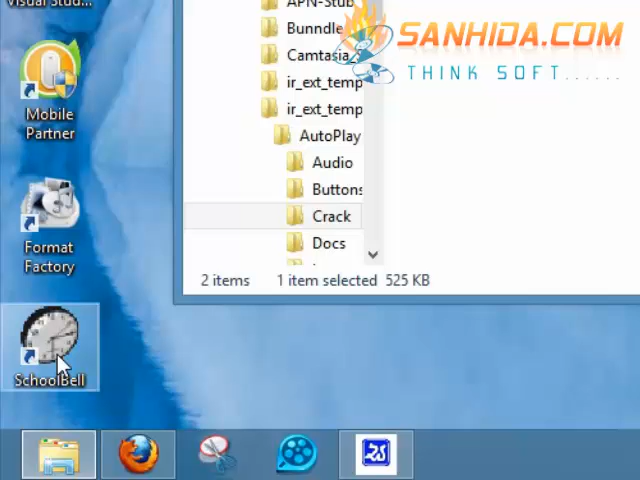 Visual Stud...
Mobile
Partner
Format
Factory
SchoolBell
APN-Stub
Bunndle
Camtasia_
ir_ext_temp
ir_ext_temp
AutoPlay
Audio
Buttons
Crack
Docs
2 items 1 item selected 525 KB
SANHIDA.COM
THINK SOFT......